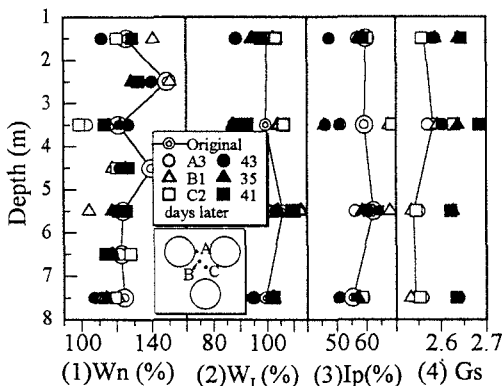 Depth (m)
1
2
3
4
5
6
7
8
Original
A3 43
B1 35
C2 41
days later
A
B C
100 140 80 100 50 60 2.6 2.7
(1)Wn (%) (2)WL (%) (3)Ip(%) (4) Gs